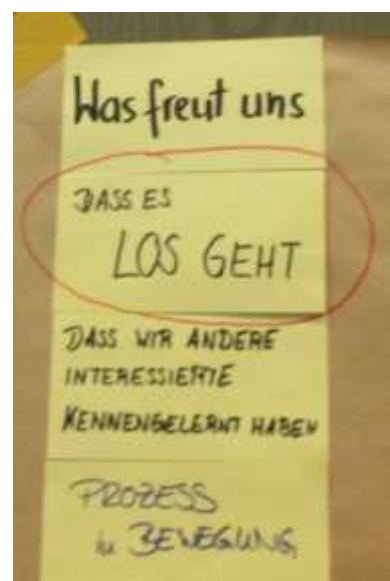 Was freut uns
DASS ES
LOS GEHT
DASS WIR ANDERE
INTERESSIERTE
KENNENGELERNT HABEN
PROZESS
in BEWEGUNG